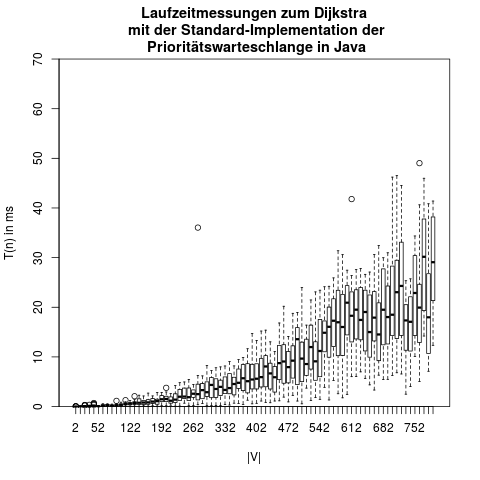 Laufzeitmessungen zum Dijkstra
mit der Standard-Implementation der
Prioritätswarteschlange in Java
70
60
50
40
30
20
10
0
T(n) in ms
2 52 122 192 262 332 402 472 542 612 682 752
|V|